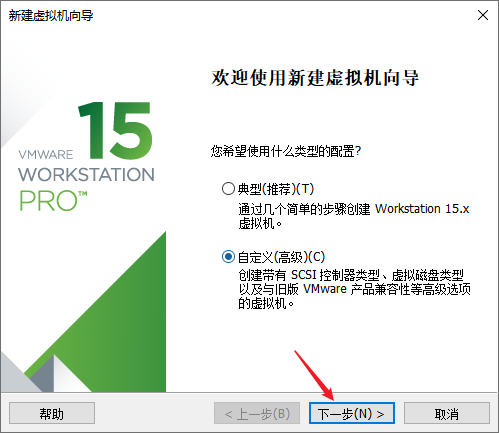 新建虚拟机向导
欢迎使用新建虚拟机向导
15
VMWARE
WORKSTATION
PRO™
您希望使用什么类型的配置?
典型(推荐)(T)
通过几个简单的步骤创建 Workstation 15.x
虚拟机。
自定义(高级)(C)
创建带有 SCSI 控制器类型、虚拟磁盘类型
以及与旧版 VMware 产品兼容性等高级选项
的虚拟机。
帮助
< 上一步(B)
下一步(N) >
取消